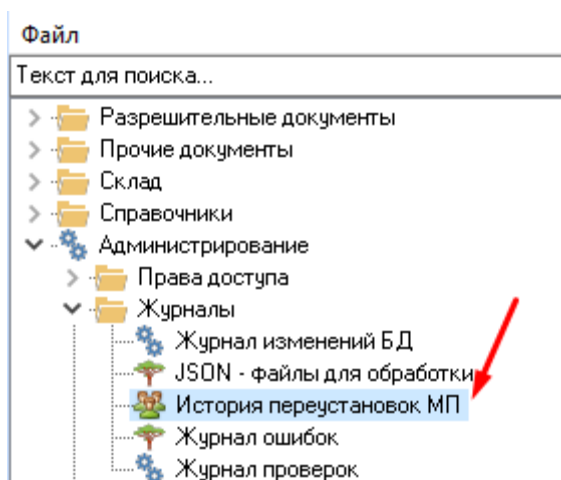 Файл
Текст для поиска...
Разрешительные документы
Прочие документы
Склад
Справочники
Администрирование
Права доступа
Журналы
Журнал изменений БД
JSON - файлы для обработки
История переустановок МП
Журнал ошибок
Журнал проверок